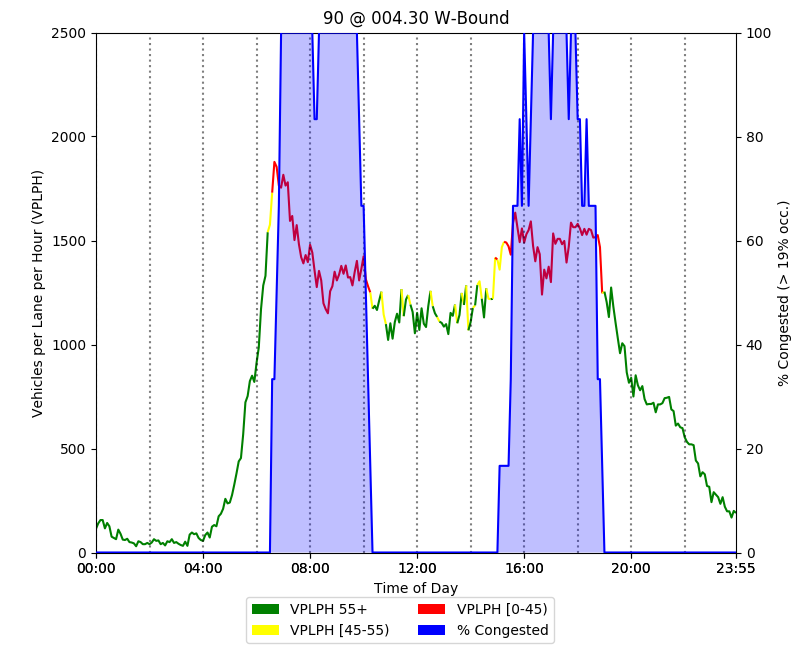 90 @ 004.30 W-Bound
2500
2000
1500
1000
500
0
Vehicles per Lane per Hour (VPLPH)
100
80
60
40
20
0
% Congested (> 19% occ.)
00:00 04:00 08:00 12:00 16:00 20:00 23:55
Time of Day
VPLPH 55+ VPLPH [0-45)
VPLPH [45-55) % Congested